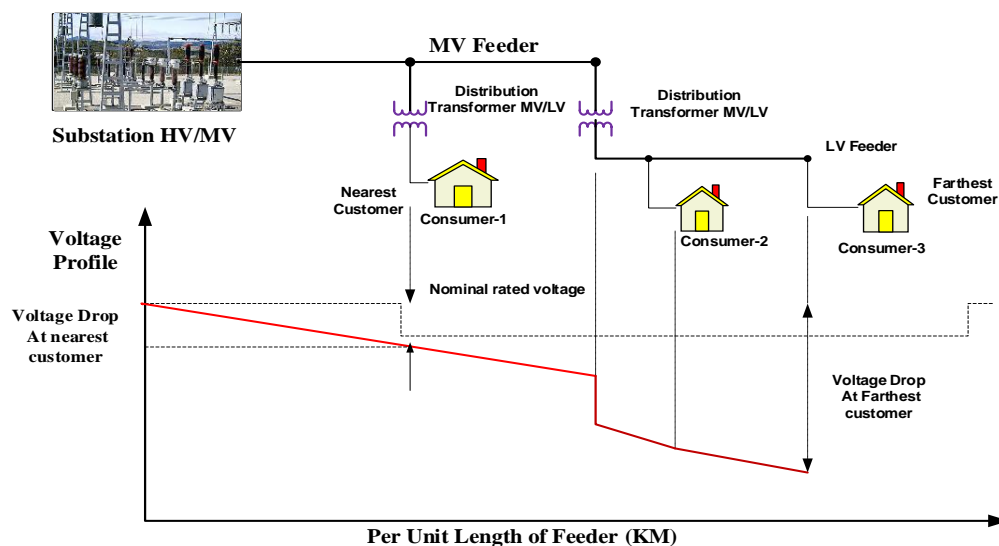 MV Feeder
Substation HV/MV
Distribution
Transformer MV/LV
Distribution
Transformer MV/LV
LV Feeder
Nearest
Customer
Consumer-1
Consumer-2
Farthest
Customer
Consumer-3
Voltage
Profile
Nominal rated voltage
Voltage Drop
At nearest
customer
Voltage Drop
At Farthest
customer
Per Unit Length of Feeder (KM)